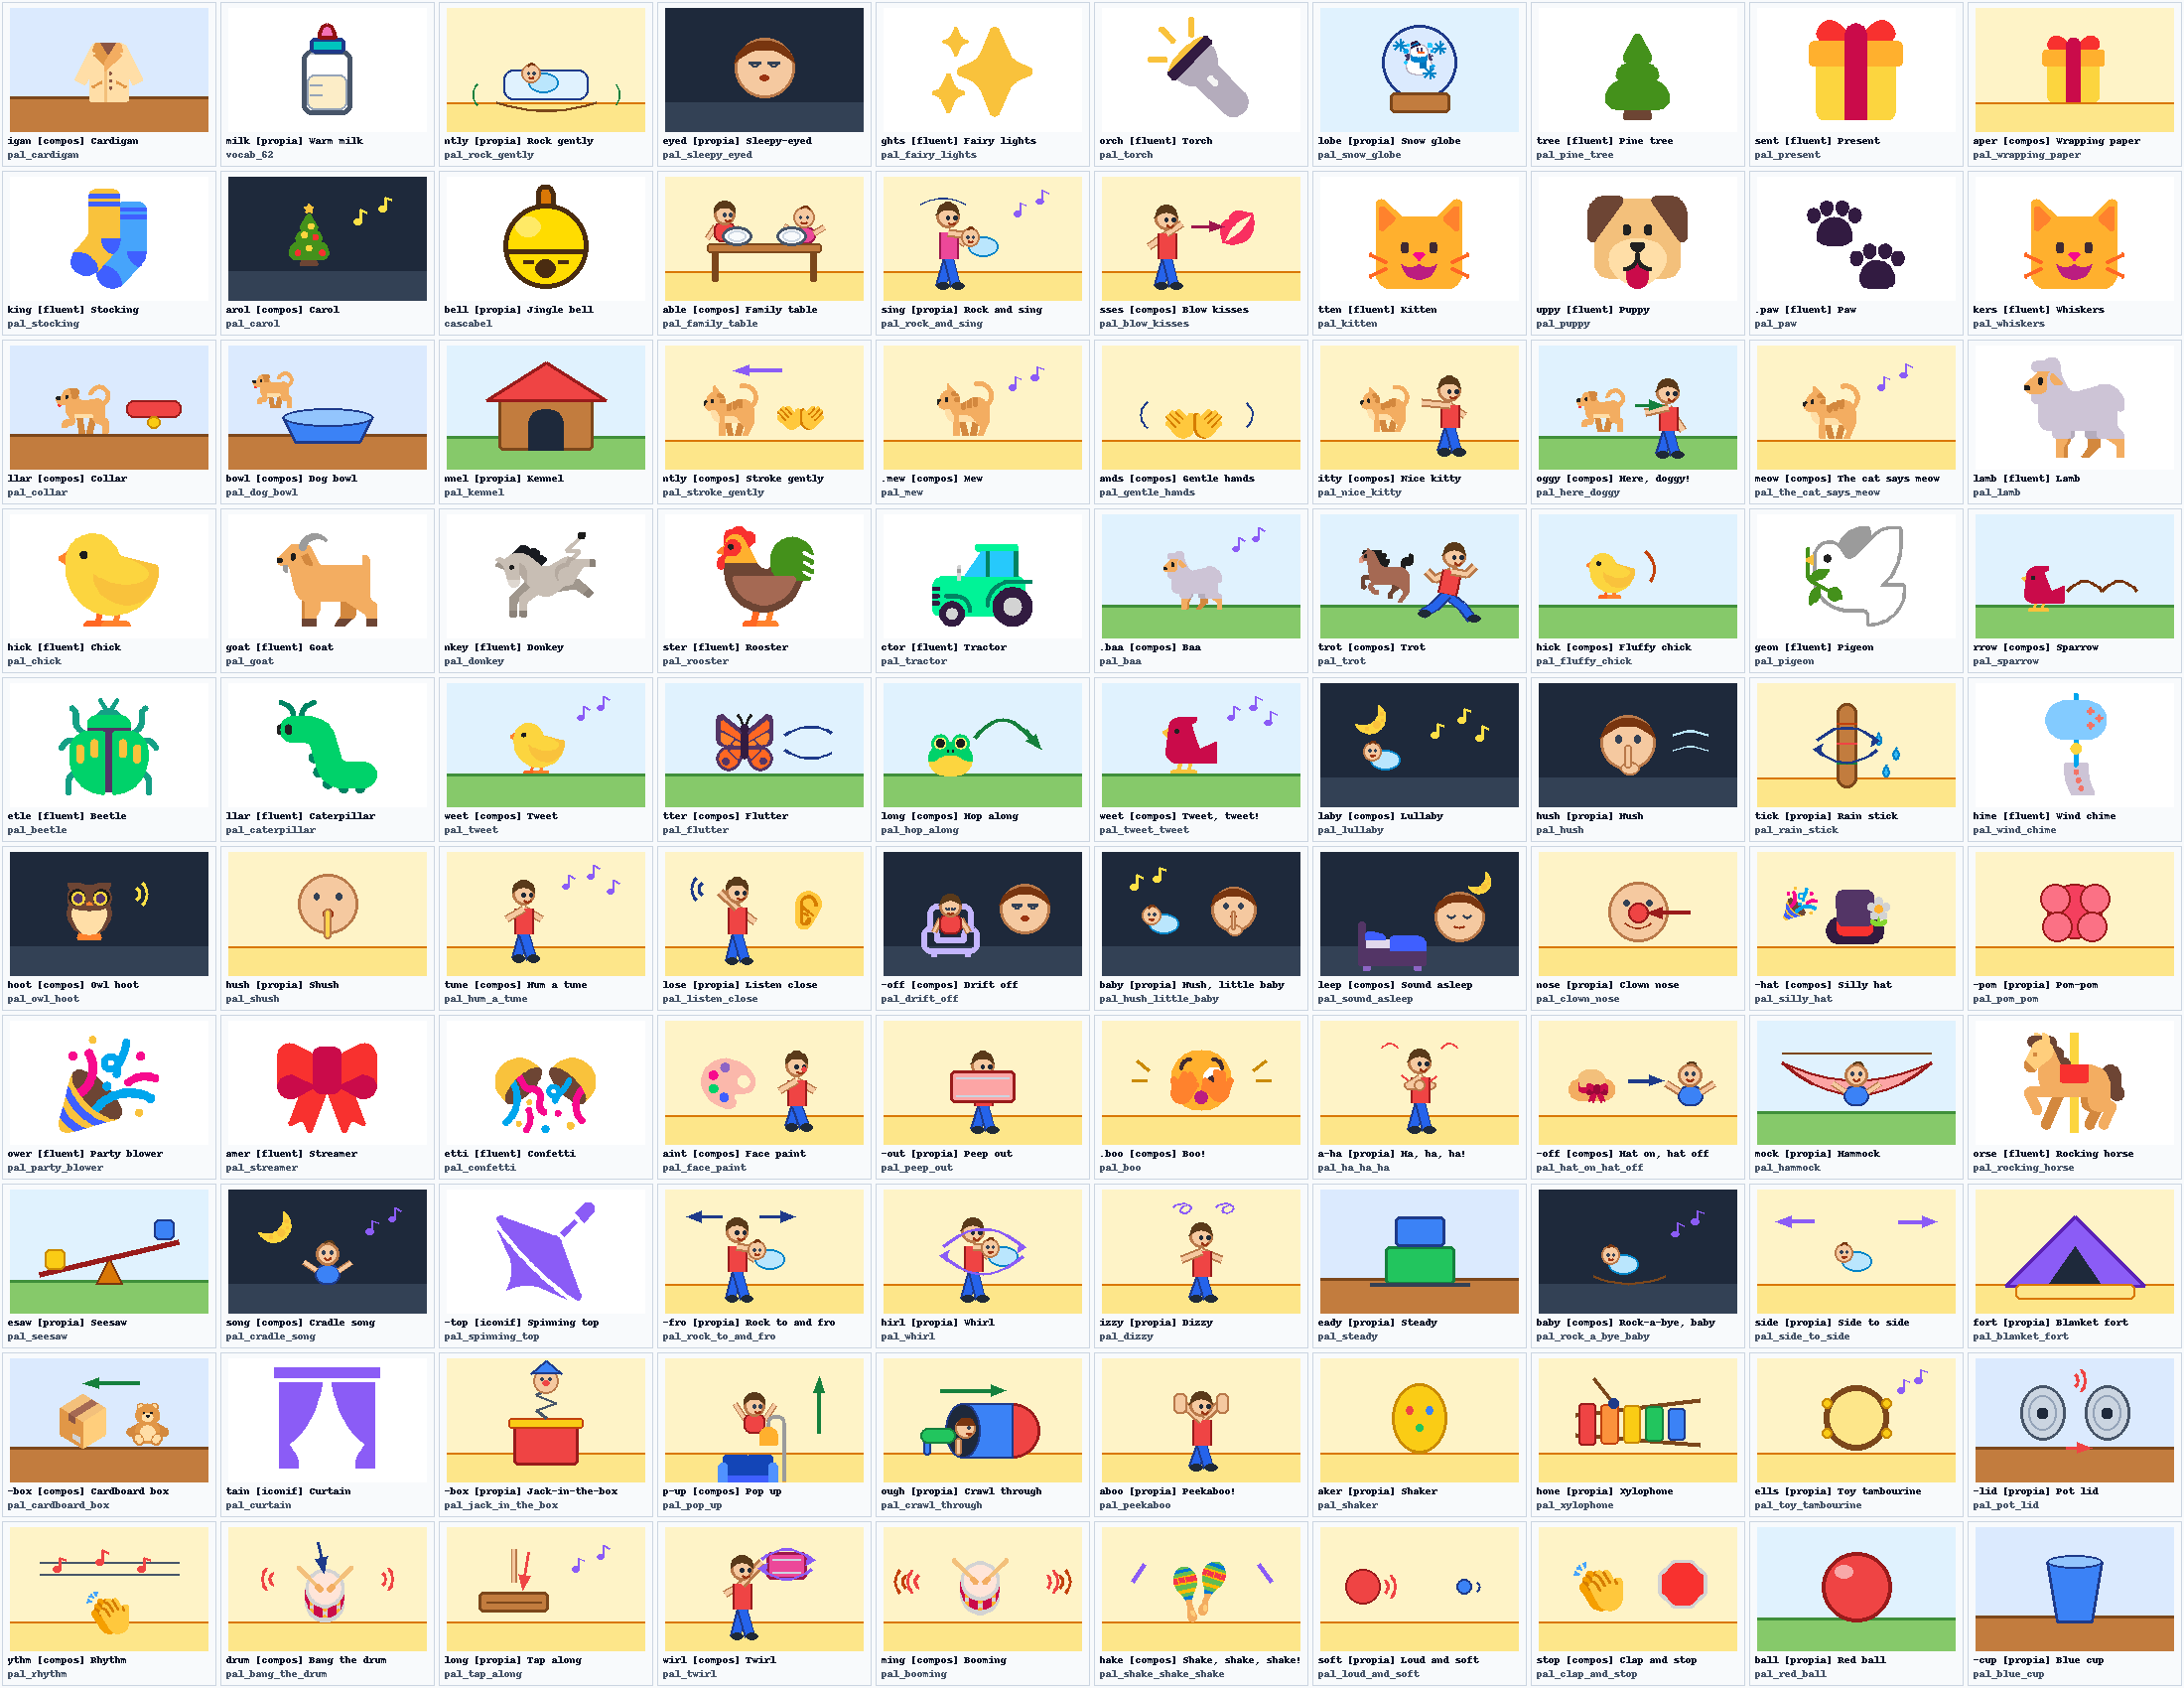 igan [compos] Cardigan
pal_cardigan
milk [propia] Warm milk
vocab_62
ntly [propia] Rock gently
pal_rock_gently
eyed [propia] Sleepy-eyed
pal_sleepy_eyed
ghts [fluent] Fairy lights
pal_fairy_lights
orch [fluent] Torch
pal_torch
lobe [propia] Snow globe
pal_snow_globe
tree [fluent] Pine tree
pal_pine_tree
sent [fluent] Present
pal_present
aper [compos] Wrapping paper
pal_wrapping_paper
king [fluent] Stocking
pal_stocking
arol [compos] Carol
pal_carol
bell [propia] Jingle bell
cascabel
able [compos] Family table
pal_family_table
sing [propia] Rock and sing
pal_rock_and_sing
sses [compos] Blow kisses
pal_blow_kisses
tten [fluent] Kitten
pal_kitten
uppy [fluent] Puppy
pal_puppy
.paw [fluent] Paw
pal_paw
kers [fluent] Whiskers
pal_whiskers
llar [compos] Collar
pal_collar
bowl [compos] Dog bowl
pal_dog_bowl
nnel [propia] Kennel
pal_kennel
ntly [compos] Stroke gently
pal_stroke_gently
.mew [compos] Mew
pal_mew
ands [compos] Gentle hands
pal_gentle_hands
itty [compos] Nice kitty
pal_nice_kitty
oggy [compos] Here, doggy!
pal_here_doggy
meow [compos] The cat says meow
pal_the_cat_says_meow
lamb [fluent] Lamb
pal_lamb
hick [fluent] Chick
pal_chick
goat [fluent] Goat
pal_goat
nkey [fluent] Donkey
pal_donkey
ster [fluent] Rooster
pal_rooster
ctor [fluent] Tractor
pal_tractor
.baa [compos] Baa
pal_baa
trot [compos] Trot
pal_trot
hick [compos] Fluffy chick
pal_fluffy_chick
geon [fluent] Pigeon
pal_pigeon
rrow [compos] Sparrow
pal_sparrow
etle [fluent] Beetle
pal_beetle
llar [fluent] Caterpillar
pal_caterpillar
weet [compos] Tweet
pal_tweet
tter [compos] Flutter
pal_flutter
long [compos] Hop along
pal_hop_along
weet [compos] Tweet, tweet!
pal_tweet_tweet
laby [compos] Lullaby
pal_lullaby
hush [propia] Hush
pal_hush
tick [propia] Rain stick
pal_rain_stick
hime [fluent] Wind chime
pal_wind_chime
hoot [compos] Owl hoot
pal_owl_hoot
hush [propia] Shush
pal_shush
tune [compos] Hum a tune
pal_hum_a_tune
lose [propia] Listen close
pal_listen_close
-off [compos] Drift off
pal_drift_off
baby [propia] Hush, little baby
pal_hush_little_baby
leep [compos] Sound asleep
pal_sound_asleep
nose [propia] Clown nose
pal_clown_nose
-hat [compos] Silly hat
pal_silly_hat
-pom [propia] Pom-pom
pal_pom_pom
ower [fluent] Party blower
pal_party_blower
amer [fluent] Streamer
pal_streamer
etti [fluent] Confetti
pal_confetti
aint [compos] Face paint
pal_face_paint
-out [propia] Peep out
pal_peep_out
.boo [compos] Boo!
pal_boo
a-ha [propia] Ha, ha, ha!
pal_ha_ha_ha
-off [compos] Hat on, hat off
pal_hat_on_hat_off
mock [propia] Hammock
pal_hammock
orse [fluent] Rocking horse
pal_rocking_horse
esaw [propia] Seesaw
pal_seesaw
song [compos] Cradle song
pal_cradle_song
-top [iconif] Spinning top
pal_spinning_top
-fro [propia] Rock to and fro
pal_rock_to_and_fro
hirl [propia] Whirl
pal_whirl
izzy [propia] Dizzy
pal_dizzy
eady [propia] Steady
pal_steady
baby [compos] Rock-a-bye, baby
pal_rock_a_bye_baby
side [propia] Side to side
pal_side_to_side
fort [propia] Blanket fort
pal_blanket_fort
-box [compos] Cardboard box
pal_cardboard_box
tain [iconif] Curtain
pal_curtain
-box [propia] Jack-in-the-box
pal_jack_in_the_box
p-up [compos] Pop up
pal_pop_up
ough [propia] Crawl through
pal_crawl_through
aboo [propia] Peekaboo!
pal_peekaboo
aker [propia] Shaker
pal_shaker
hone [propia] Xylophone
pal_xylophone
ells [propia] Toy tambourine
pal_toy_tambourine
-lid [propia] Pot lid
pal_pot_lid
ythm [compos] Rhythm
pal_rhythm
drum [compos] Bang the drum
pal_bang_the_drum
long [propia] Tap along
pal_tap_along
wirl [compos] Twirl
pal_twirl
ming [compos] Booming
pal_booming
hake [compos] Shake, shake, shake!
pal_shake_shake_shake
soft [propia] Loud and soft
pal_loud_and_soft
stop [compos] Clap and stop
pal_clap_and_stop
ball [propia] Red ball
pal_red_ball
-cup [propia] Blue cup
pal_blue_cup